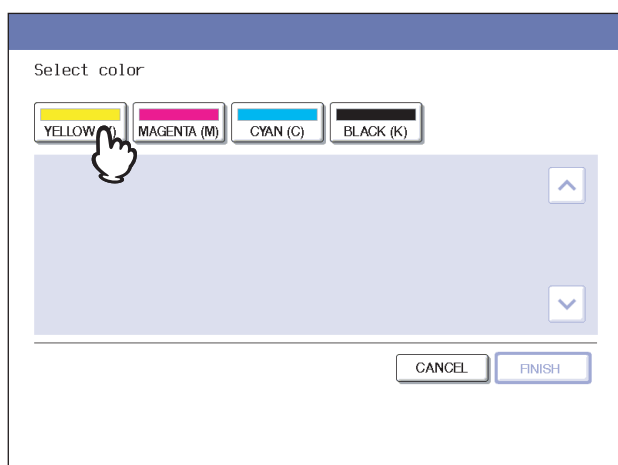 Select color
YELLOW
MAGENTA (M)
CYAN (C)
BLACK (K)
CANCEL
FINISH